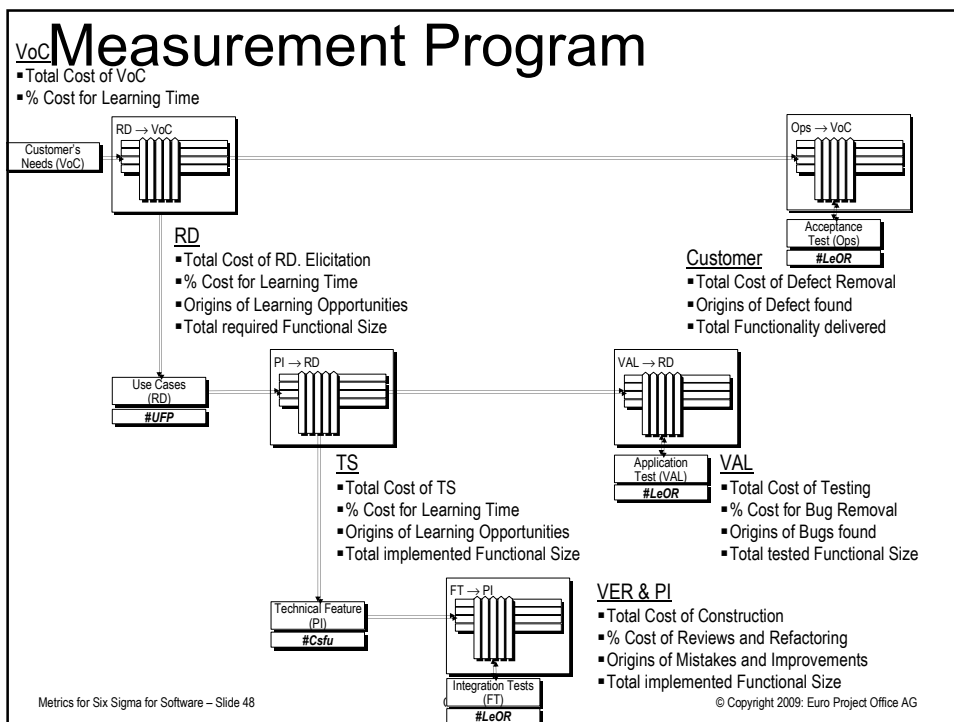 Measurement Program
VoC
▪Total Cost of VoC
▪% Cost for Learning Time
RD → VoC
Customer's
Needs (VoC)
Ops → VoC
Acceptance
Test (Ops)
#LeOR
RD
▪Total Cost of RD. Elicitation
▪% Cost for Learning Time
▪Origins of Learning Opportunities
▪Total required Functional Size
Customer
▪Total Cost of Defect Removal
▪Origins of Defect found
▪Total Functionality delivered
Use Cases
(RD)
#UFP
PI → RD
VAL → RD
Application
Test (VAL)
#LeOR
TS
▪Total Cost of TS
▪% Cost for Learning Time
▪Origins of Learning Opportunities
▪Total implemented Functional Size
VAL
▪Total Cost of Testing
▪% Cost for Bug Removal
▪Origins of Bugs found
▪Total tested Functional Size
Technical Feature
(PI)
#Csfu
FT → PI
Integration Tests
(FT)
#LeOR
VER & PI
▪Total Cost of Construction
▪% Cost of Reviews and Refactoring
▪Origins of Mistakes and Improvements
▪Total implemented Functional Size
Metrics for Six Sigma for Software – Slide 48
© Copyright 2009: Euro Project Office AG